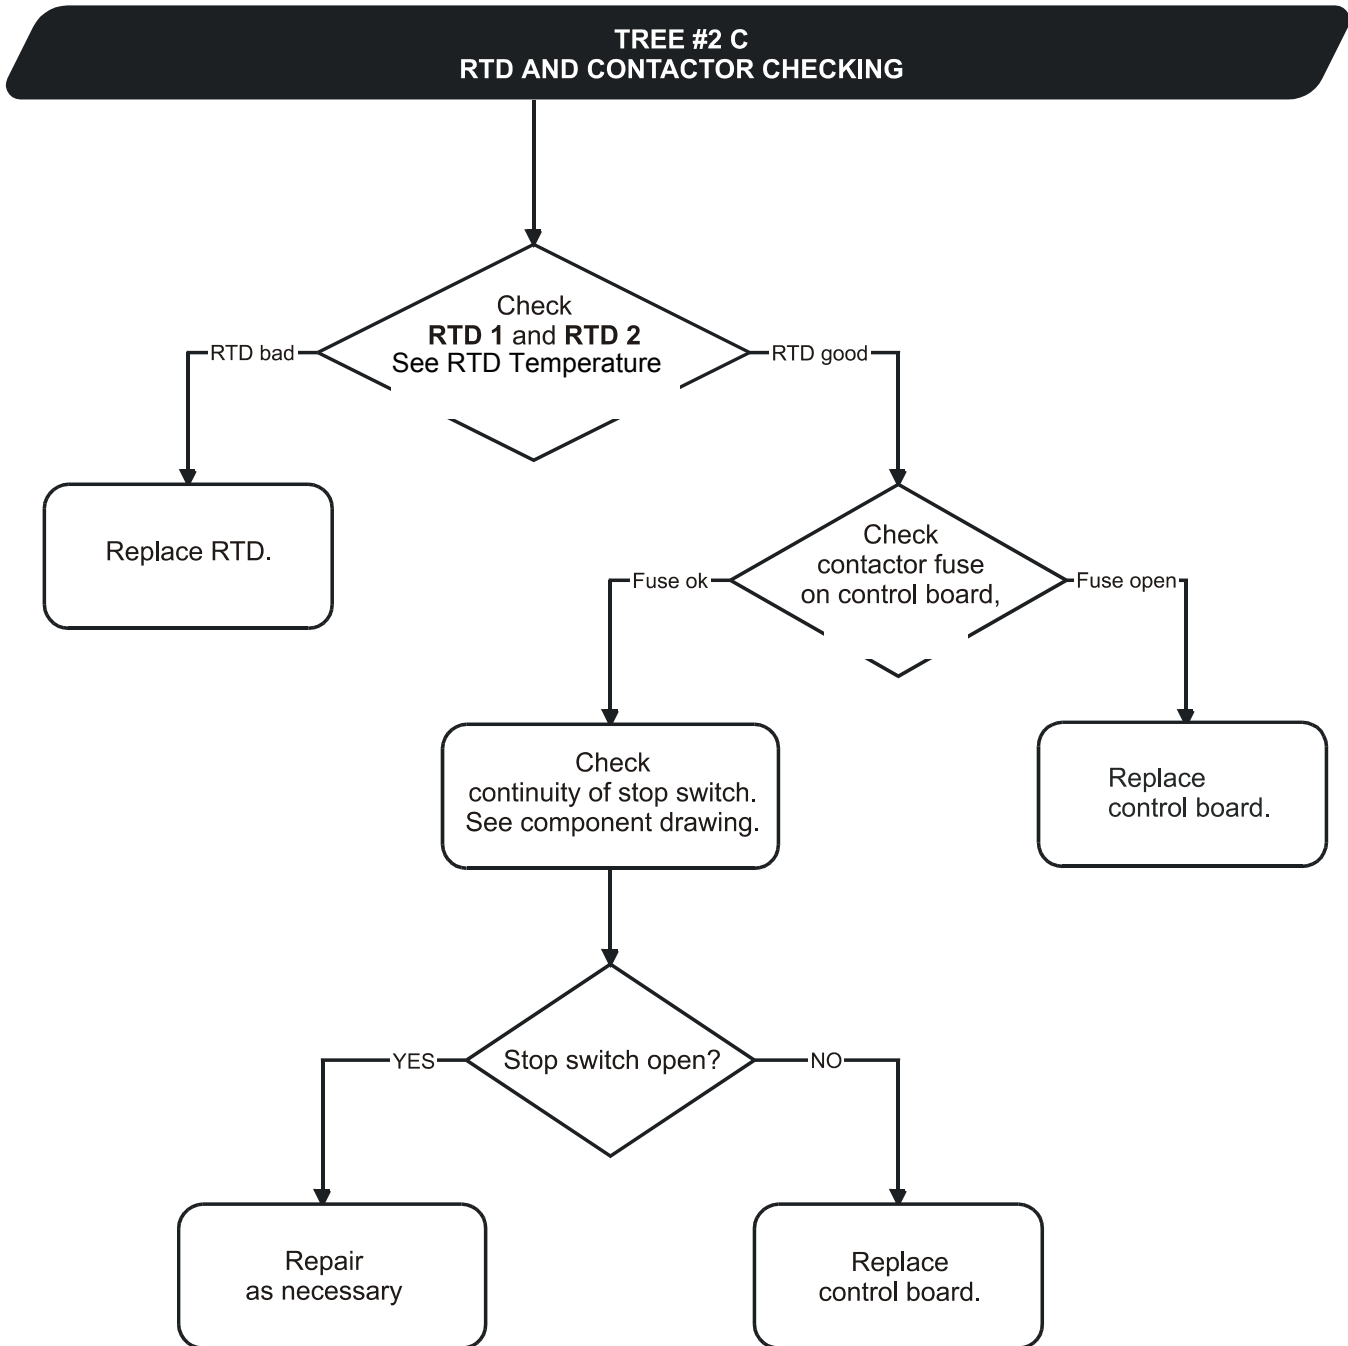 TREE #2 C
RTD AND CONTACTOR CHECKING
Check
RTD 1 and RTD 2
See RTD Temperature
RTD bad
RTD good
Replace RTD.
Check
contactor fuse
on control board,
Fuse ok
Fuse open
Check
continuity of stop switch.
See component drawing.
Replace
control board.
Stop switch open?
YES
NO
Repair
as necessary
Replace
control board.